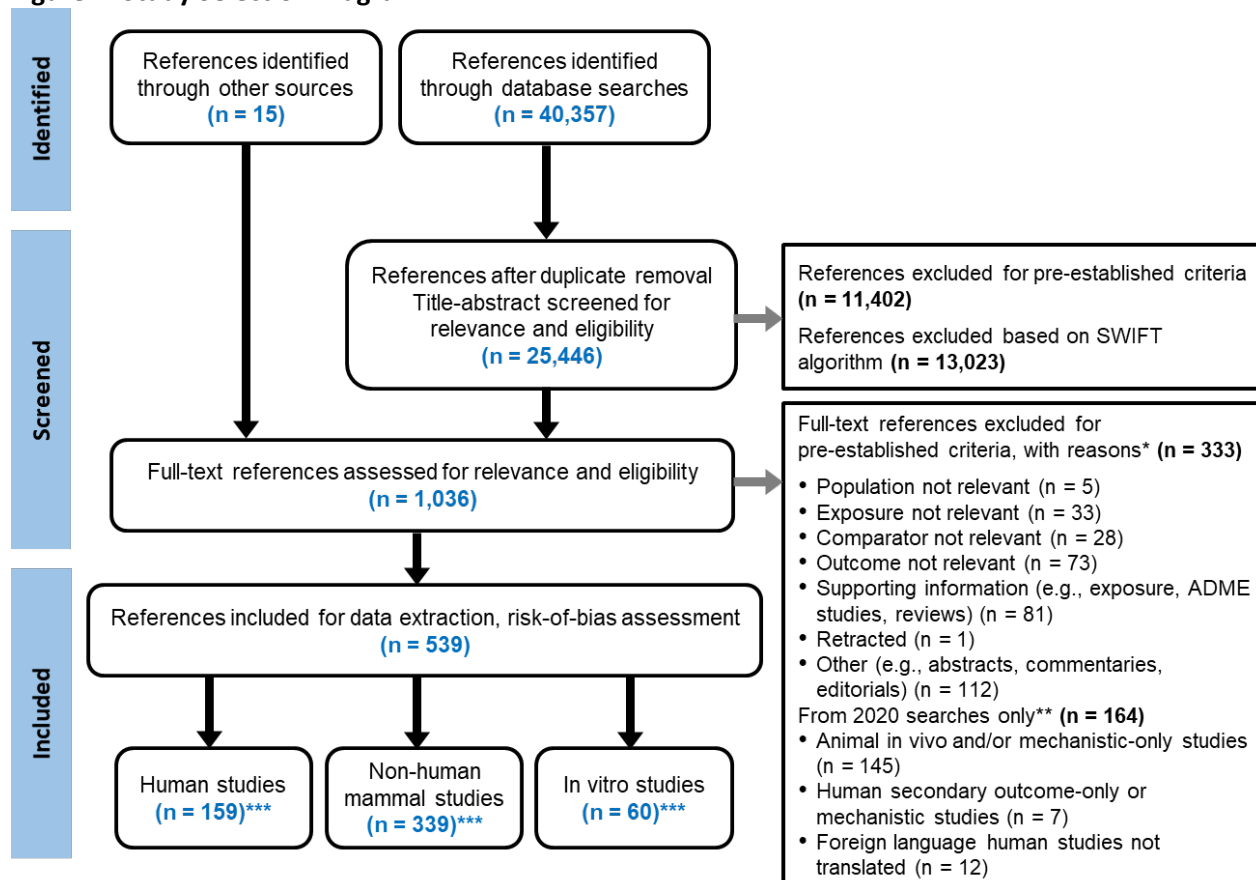 Identified
References identified
through other sources
(n = 15)
References identified
through database searches
(n = 40,357)
Screened
References after duplicate removal
Title-abstract screened for
relevance and eligibility
(n = 25,446)
References excluded for pre-established criteria
(n = 11,402)
References excluded based on SWIFT
algorithm (n = 13,023)
Full-text references assessed for relevance and eligibility
(n = 1,036)
Full-text references excluded for
pre-established criteria, with reasons* (n = 333)
• Population not relevant (n = 5)
• Exposure not relevant (n = 33)
• Comparator not relevant (n = 28)
• Outcome not relevant (n = 73)
• Supporting information (e.g., exposure, ADME
studies, reviews) (n = 81)
• Retracted (n = 1)
• Other (e.g., abstracts, commentaries,
editorials) (n = 112)
From 2020 searches only** (n = 164)
• Animal in vivo and/or mechanistic-only studies
(n = 145)
• Human secondary outcome-only or
mechanistic studies (n = 7)
• Foreign language human studies not
translated (n = 12)
Included
References included for data extraction, risk-of-bias assessment
(n = 539)
Human studies
(n = 159)***
Non-human
mammal studies
(n = 339)***
In vitro studies
(n = 60)***